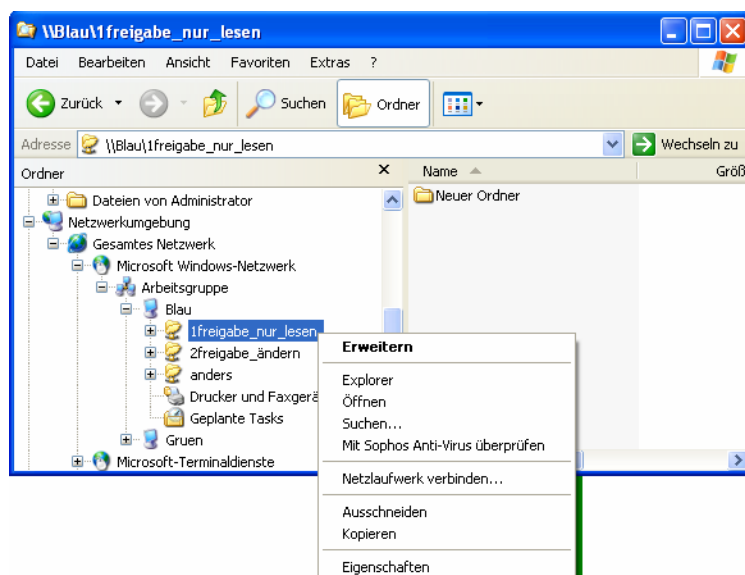 \\Blau\1freigabe_nur_lesen
Datei Bearbeiten Ansicht Favoriten Extras ?
Zurück Suchen Ordner
Adresse \\Blau\1freigabe_nur_lesen Wechseln zu
Ordner Name Größ
Dateien von Administrator Neuer Ordner
Netzwerkumgebung
Gesamtes Netzwerk
Microsoft Windows-Netzwerk
Arbeitsgruppe
Blau
1freigabe_nur_lesen
2freigabe_ändern
anders
Drucker und Faxgerä
Geplante Tasks
Gruen
Microsoft-Terminaldienste
Erweitern
Explorer
Öffnen
Suchen...
Mit Sophos Anti-Virus überprüfen
Netzlaufwerk verbinden...
Ausschneiden
Kopieren
Eigenschaften